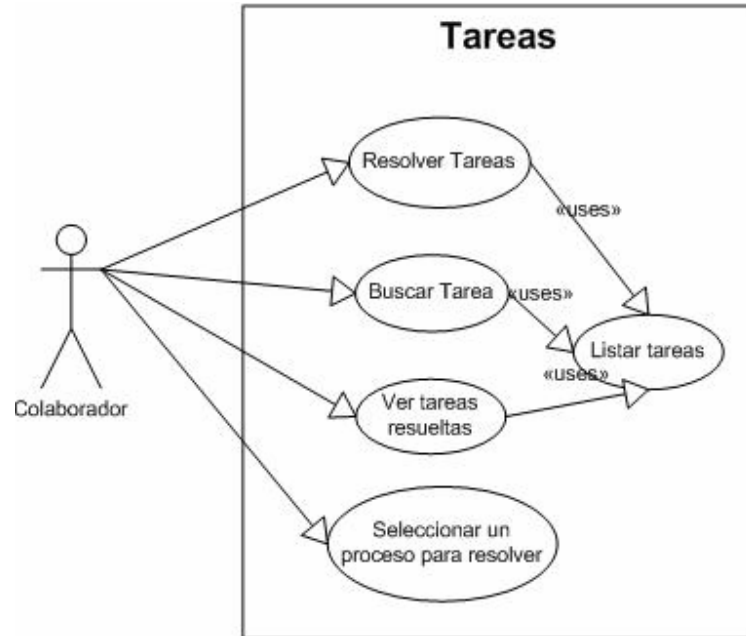 Tareas
Resolver Tareas
«uses»
Buscar Tarea
«uses»
Listar tareas
«uses»
Ver tareas
resueltas
Colaborador
Seleccionar un
proceso para resolver